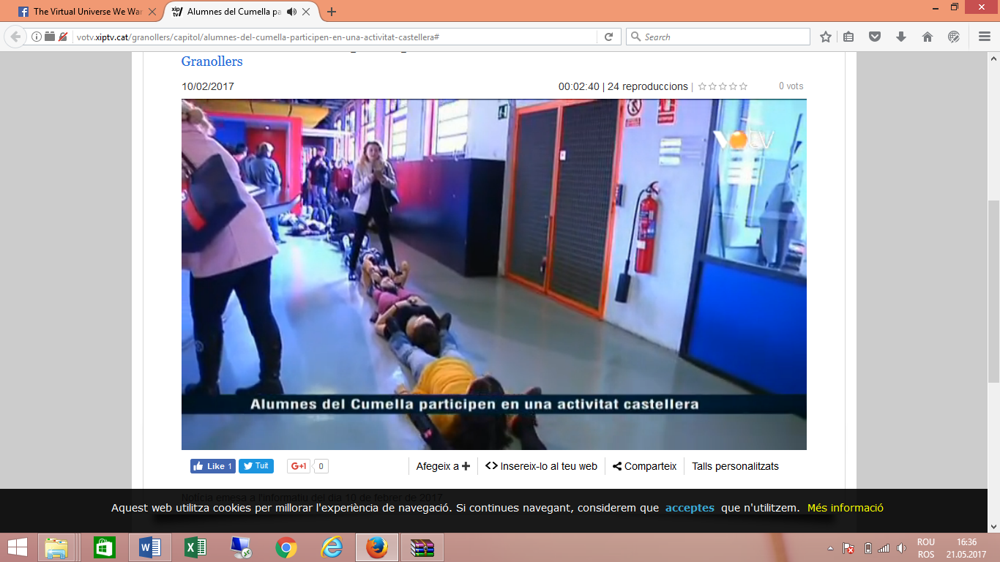 The Virtual Universe We War
xip/ tv Alumnes del Cumella pa
votv.xiptv.cat/granollers/capitol/alumnes-del-cumella-participen-en-una-activitat-castellera#
Search
Granollers
10/02/2017
00:02:40 | 24 reproduccions |
0 vots
votv
Alumnes del Cumella participen en una activitat castellera
Like 1
Tuit
G+1
0
Afegeix a
Insereix-lo al teu web
Comparteix
Talls personalitzats
Notícia emesa a l'informatiu del dia 10 de febrer de 2017.
Aquest web utilitza cookies per millorar l'experiència de navegació. Si continues navegant, considerem que acceptes que n'utilitzem. Més informació
ROU
ROS
16:36
21.05.2017